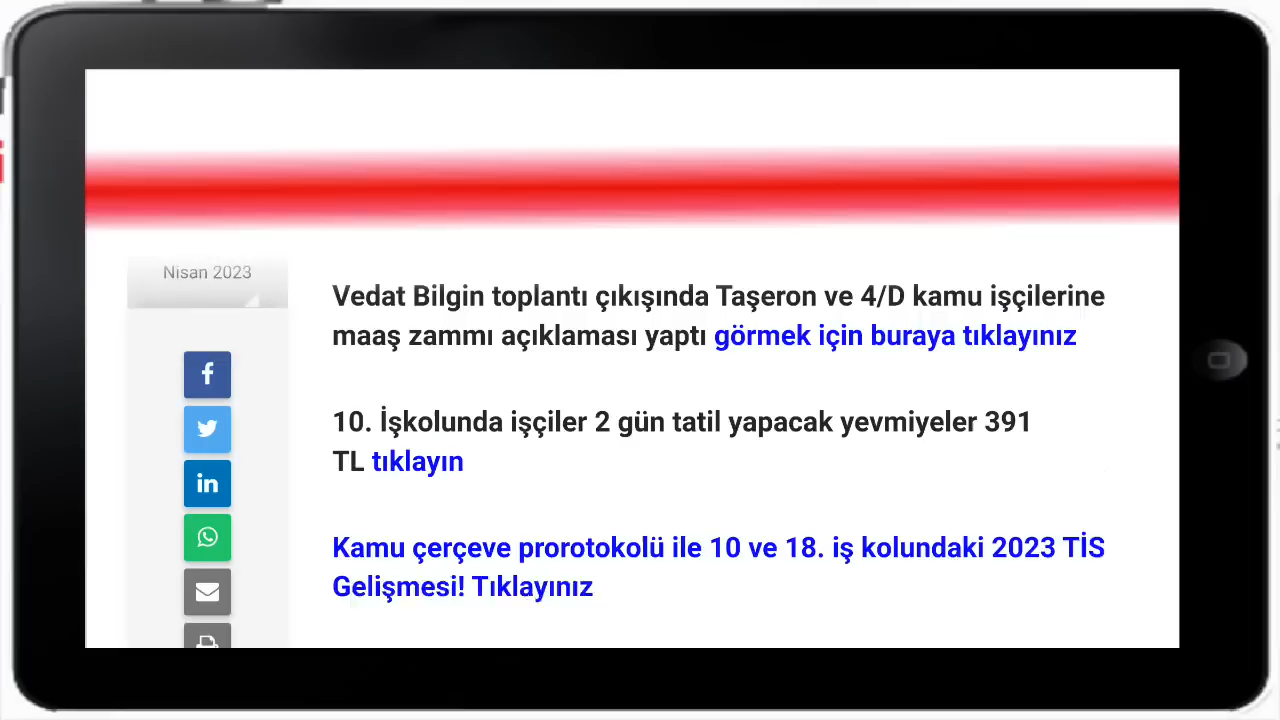 Nisan 2023
Vedat Bilgin toplantı çıkışında Taşeron ve 4/D kamu işçilerine
maaş zammı açıklaması yaptı görmek için buraya tıklayınız
10. İşkolunda işçiler 2 gün tatil yapacak yevmiyeler 391
TL tıklayın
Kamu çerçeve prorotokolü ile 10 ve 18. iş kolundaki 2023 TİS
Gelişmesi! Tıklayınız